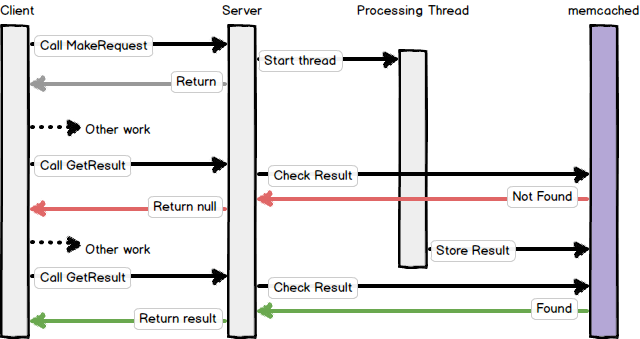 Client
Server
Processing Thread
memcached
Call MakeRequest
Start thread
Return
Other work
Call GetResult
Check Result
Not Found
Return null
Other work
Store Result
Call GetResult
Check Result
Found
Return result